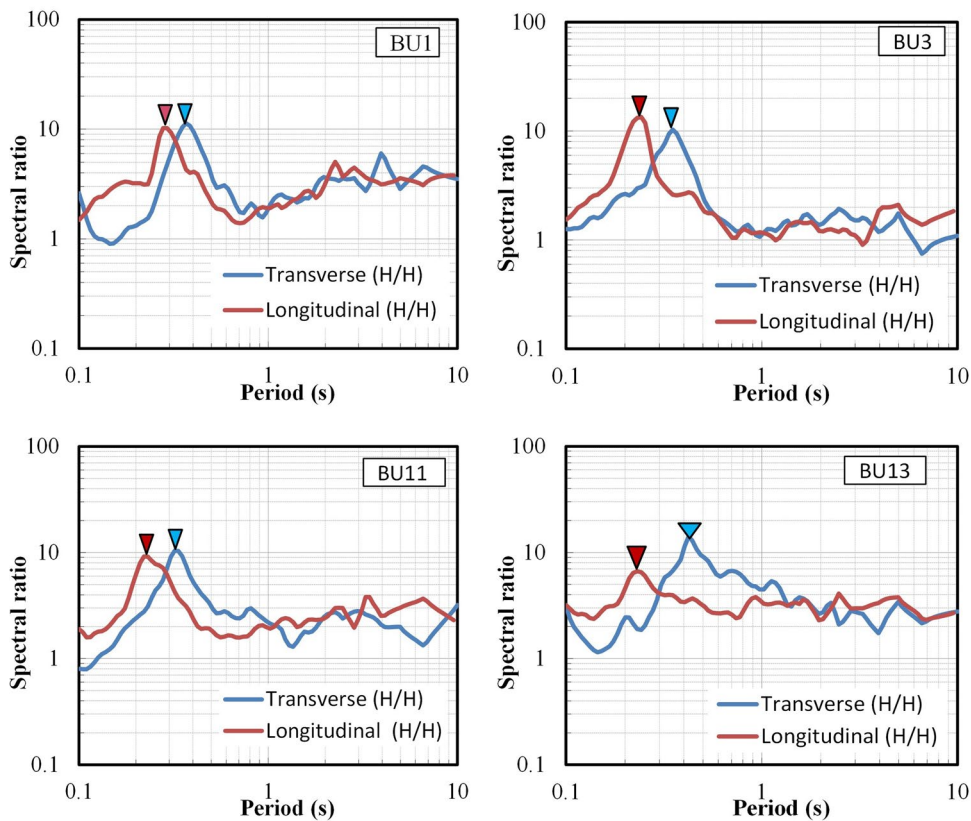 100
10
1
0.1
Spectral ratio
BU1
Transverse (H/H)
Longitudinal (H/H)
0.1
1
10
Period (s)
100
10
1
0.1
Spectral ratio
BU3
Transverse (H/H)
Longitudinal (H/H)
0.1
1
10
Period (s)
100
10
1
0.1
Spectral ratio
BU11
Transverse (H/H)
Longitudinal (H/H)
0.1
1
10
Period (s)
100
10
1
0.1
Spectral ratio
BU13
Transverse (H/H)
Longitudinal (H/H)
0.1
1
10
Period (s)